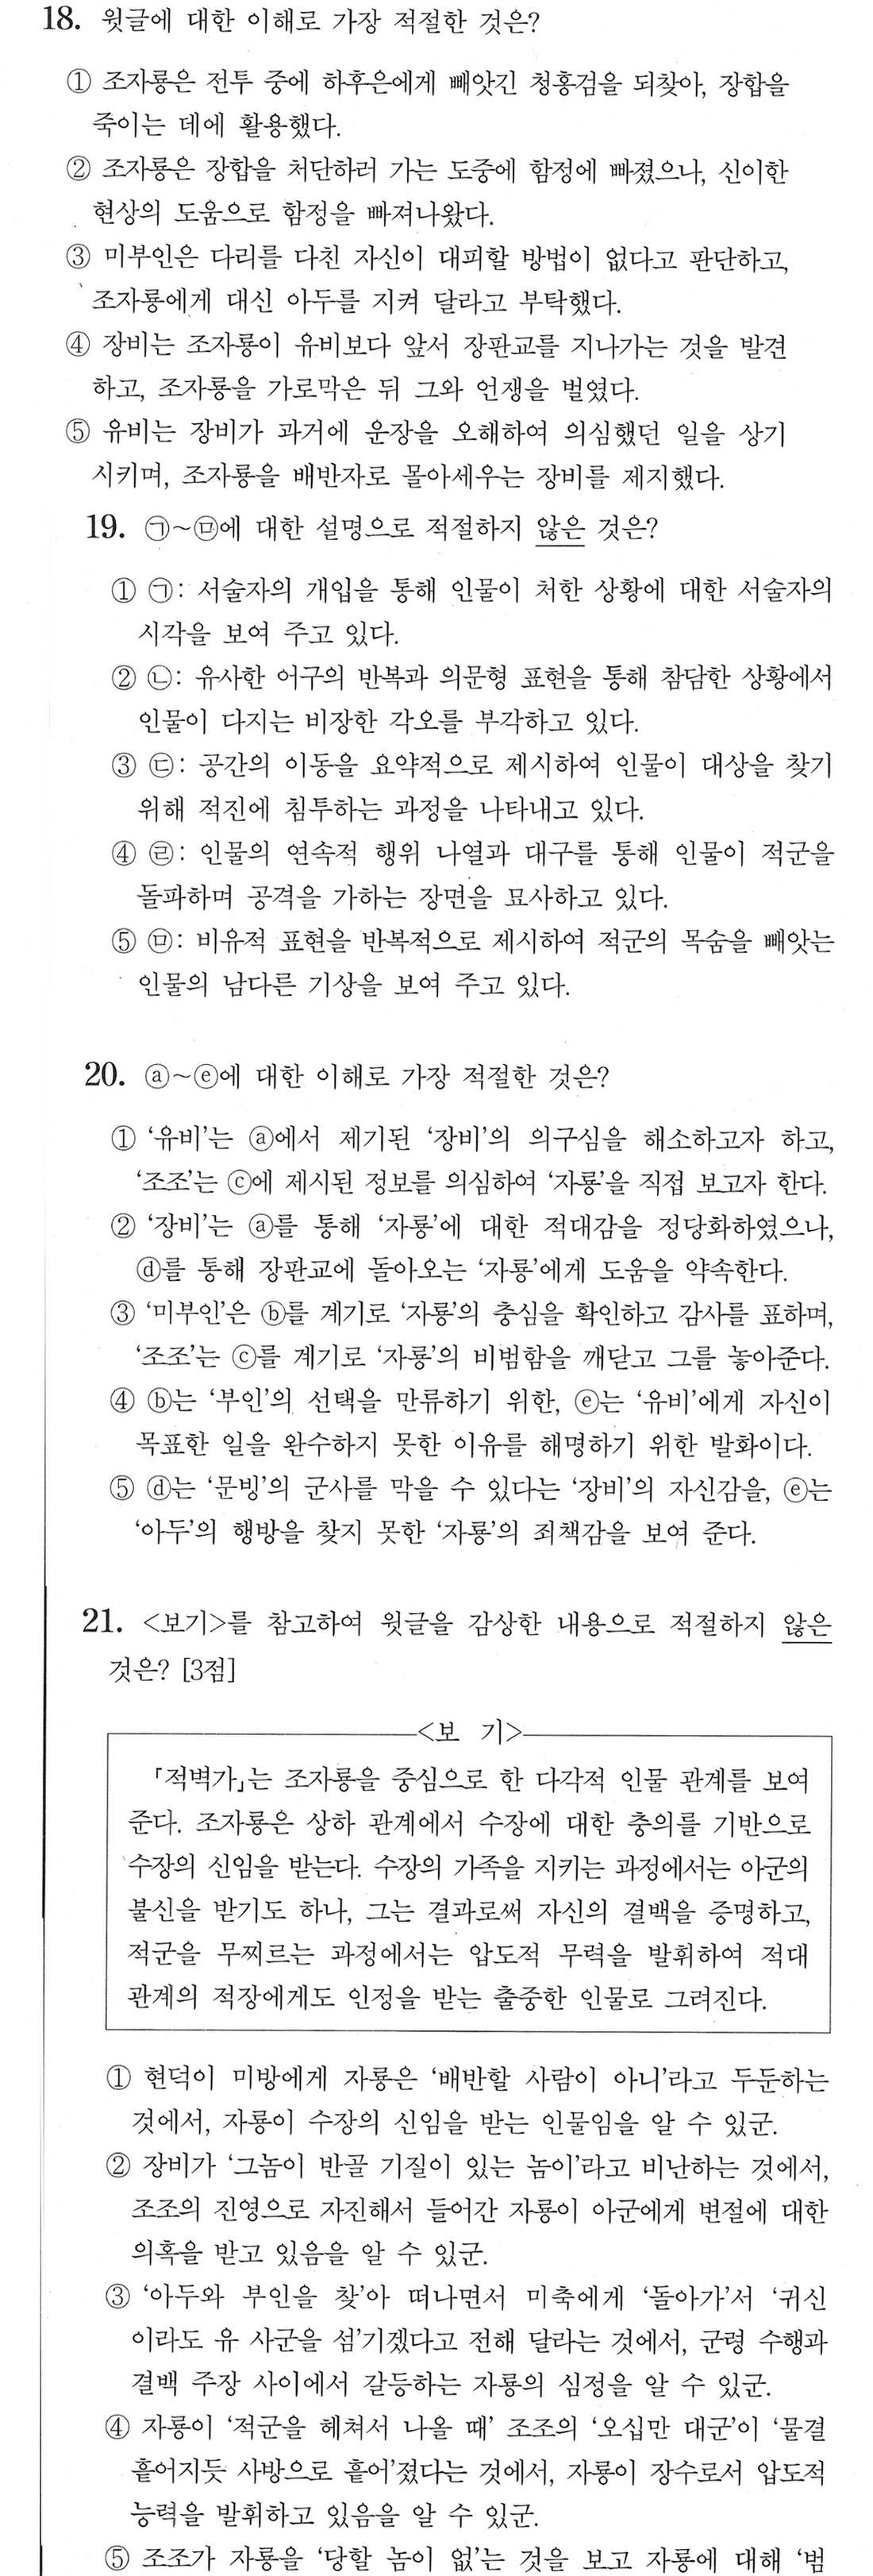 18. 윗글에 대한 이해로 가장 적절한 것은?
① 조자룡은 전투 중에 하후은에게 빼앗긴 청홍검을 되찾아, 장합을
죽이는 데에 활용했다.
② 조자룡은 장합을 처단하러 가는 도중에 함정에 빠졌으나, 신이한
현상의 도움으로 함정을 빠져나왔다.
③ 미부인은 다리를 다친 자신이 대피할 방법이 없다고 판단하고,
조자룡에게 대신 아두를 지켜 달라고 부탁했다.
④ 장비는 조자룡이 유비보다 앞서 장판교를 지나가는 것을 발견
하고, 조자룡을 가로막은 뒤 그와 언쟁을 벌였다.
⑤ 유비는 장비가 과거에 운장을 오해하여 의심했던 일을 상기
시키며, 조자룡을 배반자로 몰아세우는 장비를 제지했다.
19. ㉠~㉤에 대한 설명으로 적절하지 않은 것은?
① ㉠: 서술자의 개입을 통해 인물이 처한 상황에 대한 서술자의
시각을 보여 주고 있다.
② ㉡: 유사한 어구의 반복과 의문형 표현을 통해 참담한 상황에서
인물이 다지는 비장한 각오를 부각하고 있다.
③ ㉢: 공간의 이동을 요약적으로 제시하여 인물이 대상을 찾기
위해 적진에 침투하는 과정을 나타내고 있다.
④ ㉣: 인물의 연속적 행위 나열과 대구를 통해 인물이 적군을
돌파하며 공격을 가하는 장면을 묘사하고 있다.
⑤ ㉤: 비유적 표현을 반복적으로 제시하여 적군의 목숨을 빼앗는
인물의 남다른 기상을 보여 주고 있다.
20. ⓐ~ⓔ에 대한 이해로 가장 적절한 것은?
① ‘유비’는 ⓐ에서 제기된 ‘장비’의 의구심을 해소하고자 하고,
‘조조’는 ⓒ에 제시된 정보를 의심하여 ‘자룡’을 직접 보고자 한다.
② ‘장비’는 ⓐ를 통해 ‘자룡’에 대한 적대감을 정당화하였으나,
ⓓ를 통해 장판교에 돌아오는 ‘자룡’에게 도움을 약속한다.
③ ‘미부인’은 ⓑ를 계기로 ‘자룡’의 충심을 확인하고 감사를 표하며,
‘조조’는 ⓒ를 계기로 ‘자룡’의 비범함을 깨닫고 그를 놓아준다.
④ ⓑ는 ‘부인’의 선택을 만류하기 위한, ⓔ는 ‘유비’에게 자신이
목표한 일을 완수하지 못한 이유를 해명하기 위한 발화이다.
⑤ ⓓ는 ‘문빙’의 군사를 막을 수 있다는 ‘장비’의 자신감을, ⓔ는
‘아두’의 행방을 찾지 못한 ‘자룡’의 죄책감을 보여 준다.
21. <보기>를 참고하여 윗글을 감상한 내용으로 적절하지 않은
것은? [3점]
<보 기>
「적벽가」는 조자룡을 중심으로 한 다각적 인물 관계를 보여
준다. 조자룡은 상하 관계에서 수장에 대한 충의를 기반으로
수장의 신임을 받는다. 수장의 가족을 지키는 과정에서는 아군의
불신을 받기도 하나, 그는 결과로써 자신의 결백을 증명하고,
적군을 무찌르는 과정에서는 압도적 무력을 발휘하여 적대
관계의 적장에게도 인정을 받는 출중한 인물로 그려진다.
① 현덕이 미방에게 자룡은 ‘배반할 사람이 아니’라고 두둔하는
것에서, 자룡이 수장의 신임을 받는 인물임을 알 수 있군.
② 장비가 ‘그놈이 반골 기질이 있는 놈이’라고 비난하는 것에서,
조조의 진영으로 자진해서 들어간 자룡이 아군에게 변절에 대한
의혹을 받고 있음을 알 수 있군.
③ ‘아두와 부인을 찾’아 떠나면서 미축에게 ‘돌아가’서 ‘귀신
이라도 유 사군을 섬’기겠다고 전해 달라는 것에서, 군령 수행과
결백 주장 사이에서 갈등하는 자룡의 심정을 알 수 있군.
④ 자룡이 ‘적군을 헤쳐서 나올 때’ 조조의 ‘오십만 대군’이 ‘물결
흩어지듯 사방으로 흩어’졌다는 것에서, 자룡이 장수로서 압도적
능력을 발휘하고 있음을 알 수 있군.
⑤ 조조가 자룡을 ‘당할 놈이 없’는 것을 보고 자룡에 대해 ‘범